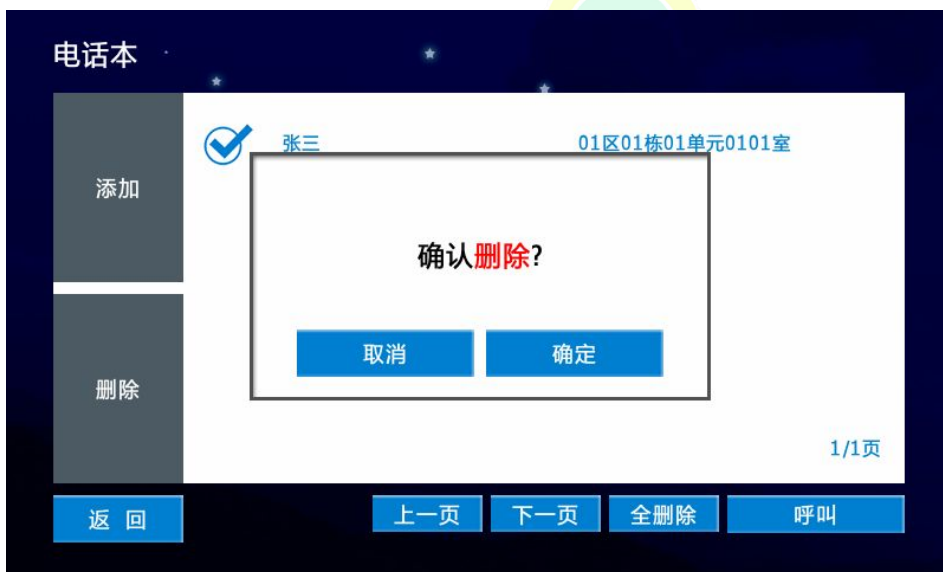 电话本
张三 01区01栋01单元0101室
添加
确认删除?
取消 确定
删除
1/1页
返 回 上一页 下一页 全删除 呼叫